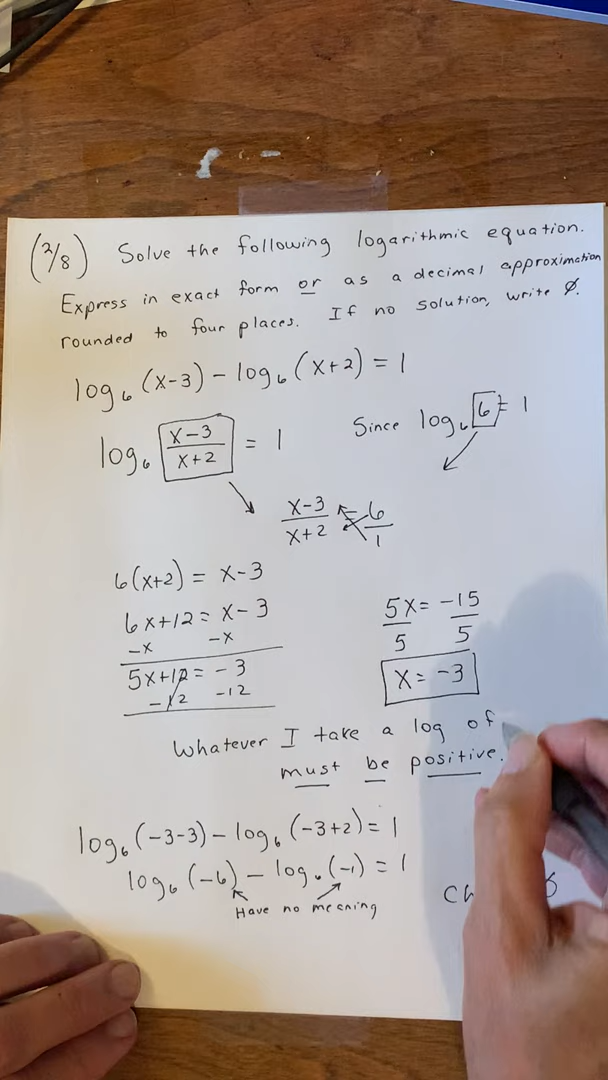 (2/8) Solve the following logarithmic equation.
Express in exact form or as a decimal approximation
rounded to four places. If no solution, write ∅.
log₆(x-3) - log₆(x+2) = 1
log₆ (x-3)/(x+2) = 1
Since log₆ 6 = 1
(x-3)/(x+2) = 6/1
6(x+2) = x-3
6x+12 = x-3
-x -x
5x+12 = -3
-12 -12
5x = -15
5 5
x = -3
Whatever I take a log of
must be positive.
log₆(-3-3) - log₆(-3+2) = 1
log₆(-6) - log₆(-1) = 1
Have no meaning